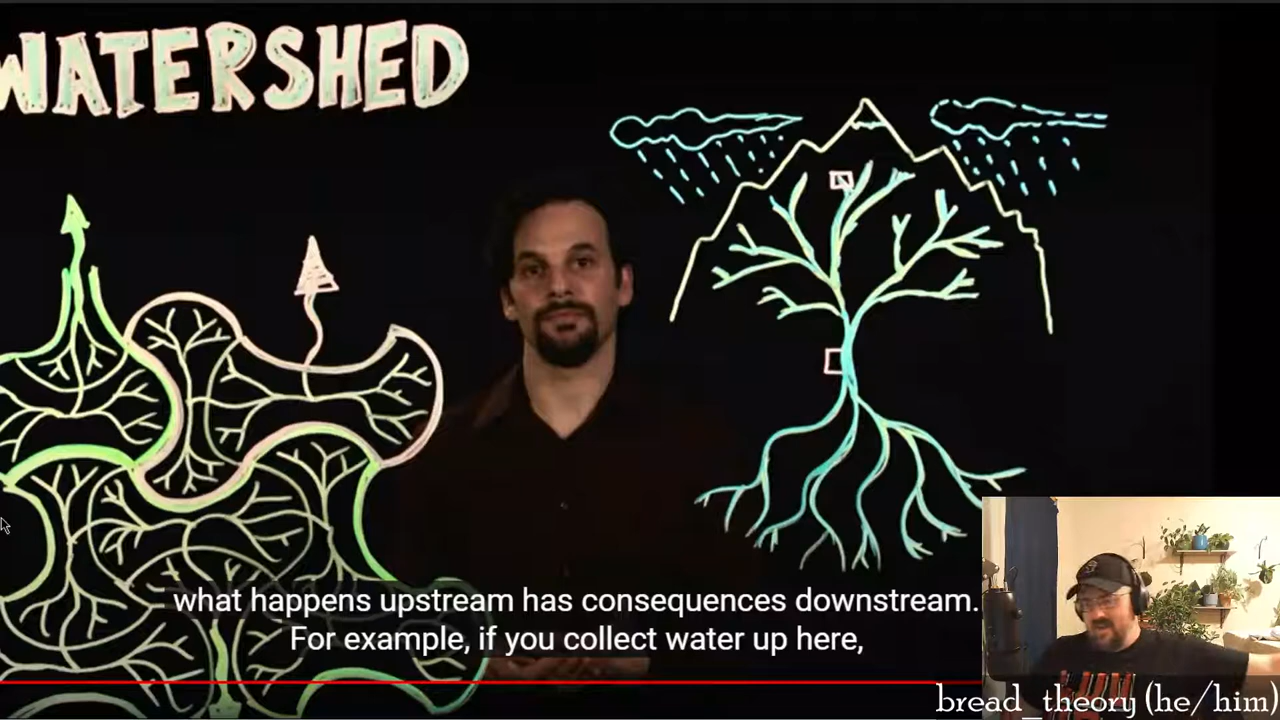 WATERSHED
what happens upstream has consequences downstream.
For example, if you collect water up here,
bread_theory (he/him)